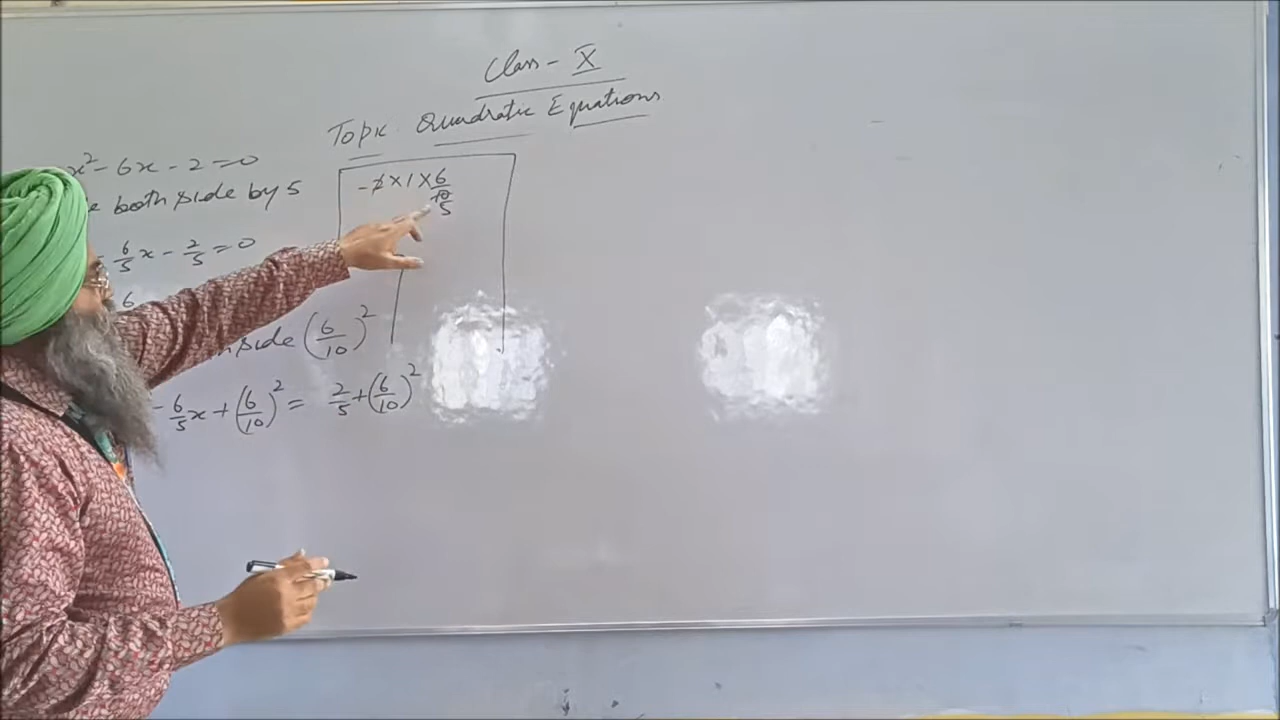 Class - X
Topic Quadratic Equations
x² - 6x - 2 = 0
both side by 5
6/5 x - 2/5 = 0
6
side (6/10)²
- 6/5 x + (6/10)² = 2/5 + (6/10)²
-2 × 1 × 6/10
5